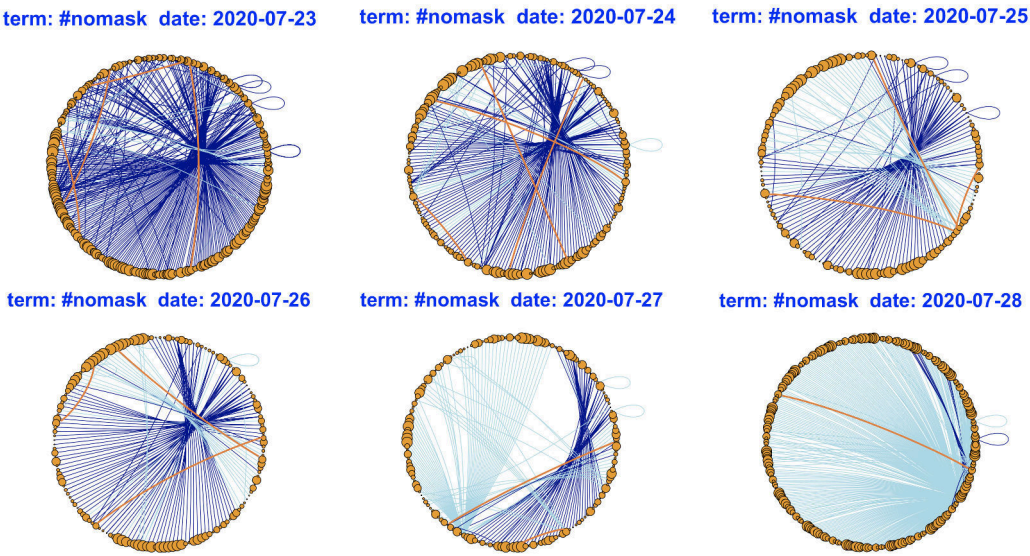 term: #nomask date: 2020-07-23
term: #nomask date: 2020-07-24
term: #nomask date: 2020-07-25
term: #nomask date: 2020-07-26
term: #nomask date: 2020-07-27
term: #nomask date: 2020-07-28